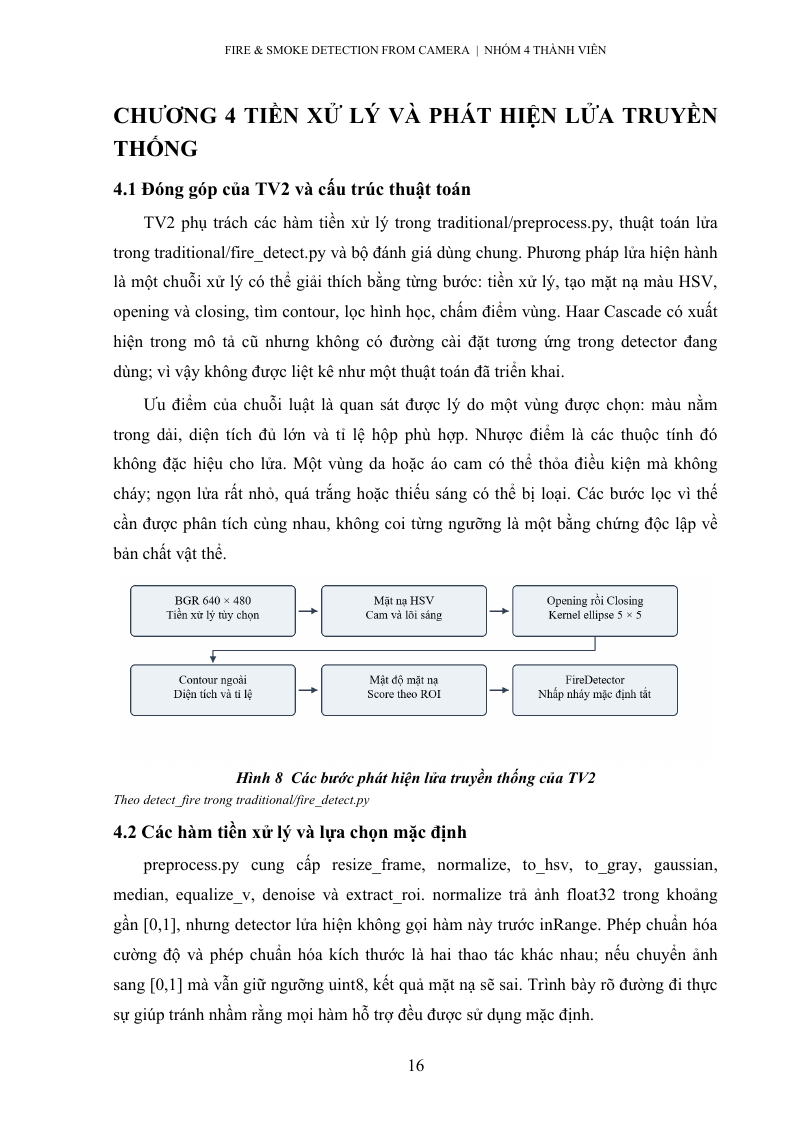 FIRE & SMOKE DETECTION FROM CAMERA | NHÓM 4 THÀNH VIÊN
CHƯƠNG 4 TIỀN XỬ LÝ VÀ PHÁT HIỆN LỬA TRUYỀN
THỐNG
4.1 Đóng góp của TV2 và cấu trúc thuật toán
TV2 phụ trách các hàm tiền xử lý trong traditional/preprocess.py, thuật toán lửa
trong traditional/fire_detect.py và bộ đánh giá dùng chung. Phương pháp lửa hiện hành
là một chuỗi xử lý có thể giải thích bằng từng bước: tiền xử lý, tạo mặt nạ màu HSV,
opening và closing, tìm contour, lọc hình học, chấm điểm vùng. Haar Cascade có xuất
hiện trong mô tả cũ nhưng không có đường cài đặt tương ứng trong detector đang
dùng; vì vậy không được liệt kê như một thuật toán đã triển khai.
Ưu điểm của chuỗi luật là quan sát được lý do một vùng được chọn: màu nằm
trong dải, diện tích đủ lớn và tỉ lệ hộp phù hợp. Nhược điểm là các thuộc tính đó
không đặc hiệu cho lửa. Một vùng da hoặc áo cam có thể thỏa điều kiện mà không
cháy; ngọn lửa rất nhỏ, quá trắng hoặc thiếu sáng có thể bị loại. Các bước lọc vì thế
cần được phân tích cùng nhau, không coi từng ngưỡng là một bằng chứng độc lập về
bản chất vật thể.
BGR 640 × 480
Tiền xử lý tùy chọn
Mặt nạ HSV
Cam và lõi sáng
Opening rồi Closing
Kernel ellipse 5 × 5
Contour ngoài
Diện tích và tỉ lệ
Mật độ mặt nạ
Score theo ROI
FireDetector
Nhấp nháy mặc định tắt
Hình 8 Các bước phát hiện lửa truyền thống của TV2
Theo detect_fire trong traditional/fire_detect.py
4.2 Các hàm tiền xử lý và lựa chọn mặc định
preprocess.py cung cấp resize_frame, normalize, to_hsv, to_gray, gaussian,
median, equalize_v, denoise và extract_roi. normalize trả ảnh float32 trong khoảng
gần [0,1], nhưng detector lửa hiện không gọi hàm này trước inRange. Phép chuẩn hóa
cường độ và phép chuẩn hóa kích thước là hai thao tác khác nhau; nếu chuyển ảnh
sang [0,1] mà vẫn giữ ngưỡng uint8, kết quả mặt nạ sẽ sai. Trình bày rõ đường đi thực
sự giúp tránh nhầm rằng mọi hàm hỗ trợ đều được sử dụng mặc định.
16